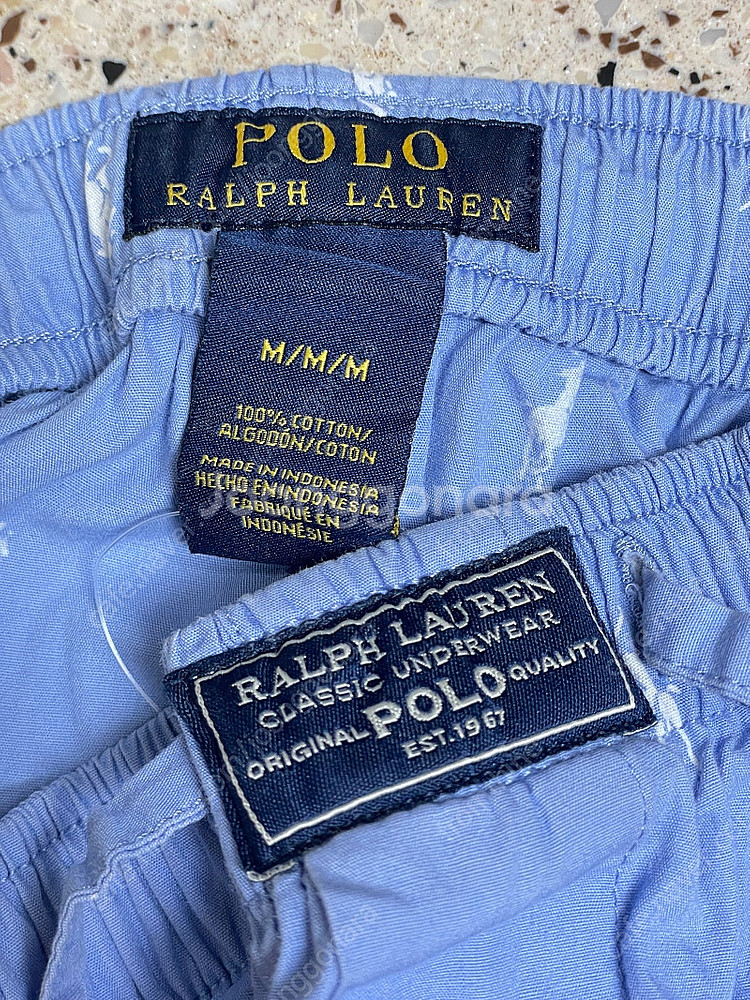 POLO
RALPH LAUREN
M/M/M
100% COTTON/
ALGODÓN/COTON
MADE IN INDONESIA
HECHO EN INDONESIA
FABRIQUÉ EN
INDONÉSIE
RALPH LAUREN
CLASSIC UNDERWEAR
ORIGINAL POLO QUALITY
EST. 1967